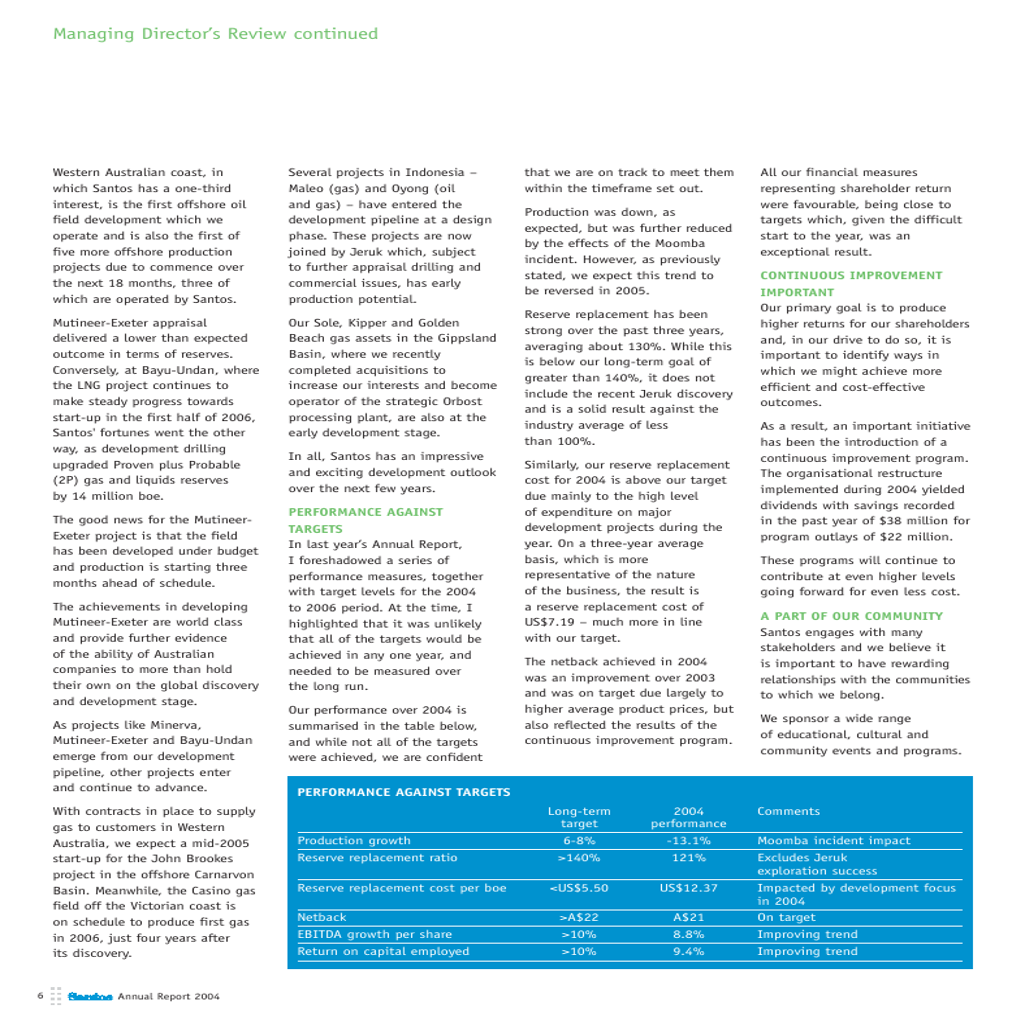 Managing Director's Review continued
Western Australian coast, in
which Santos has a one-third
interest, is the first offshore oil
field development which we
operate and is also the first of
five more offshore production
projects due to commence over
the next 18 months, three of
which are operated by Santos.
Mutineer-Exeter appraisal
delivered a lower than expected
outcome in terms of reserves.
Conversely, at Bayu-Undan, where
the LNG project continues to
make steady progress towards
start-up in the first half of 2006,
Santos' fortunes went the other
way, as development drilling
upgraded Proven plus Probable
(2P) gas and liquids reserves
by 14 million boe.
The good news for the Mutineer-
Exeter project is that the field
has been developed under budget
and production is starting three
months ahead of schedule.
The achievements in developing
Mutineer-Exeter are world class
and provide further evidence
of the ability of Australian
companies to more than hold
their own on the global discovery
and development stage.
As projects like Minerva,
Mutineer-Exeter and Bayu-Undan
emerge from our development
pipeline, other projects enter
and continue to advance.
With contracts in place to supply
gas to customers in Western
Australia, we expect a mid-2005
start-up for the John Brookes
project in the offshore Carnarvon
Basin. Meanwhile, the Casino gas
field off the Victorian coast is
on schedule to produce first gas
in 2006, just four years after
its discovery.
Several projects in Indonesia –
Maleo (gas) and Oyong (oil
and gas) – have entered the
development pipeline at a design
phase. These projects are now
joined by Jeruk which, subject
to further appraisal drilling and
commercial issues, has early
production potential.
Our Sole, Kipper and Golden
Beach gas assets in the Gippsland
Basin, where we recently
completed acquisitions to
increase our interests and become
operator of the strategic Orbost
processing plant, are also at the
early development stage.
In all, Santos has an impressive
and exciting development outlook
over the next few years.
PERFORMANCE AGAINST
TARGETS
In last year's Annual Report,
I foreshadowed a series of
performance measures, together
with target levels for the 2004
to 2006 period. At the time, I
highlighted that it was unlikely
that all of the targets would be
achieved in any one year, and
needed to be measured over
the long run.
Our performance over 2004 is
summarised in the table below,
and while not all of the targets
were achieved, we are confident
that we are on track to meet them
within the timeframe set out.
Production was down, as
expected, but was further reduced
by the effects of the Moomba
incident. However, as previously
stated, we expect this trend to
be reversed in 2005.
Reserve replacement has been
strong over the past three years,
averaging about 130%. While this
is below our long-term goal of
greater than 140%, it does not
include the recent Jeruk discovery
and is a solid result against the
industry average of less
than 100%.
Similarly, our reserve replacement
cost for 2004 is above our target
due mainly to the high level
of expenditure on major
development projects during the
year. On a three-year average
basis, which is more
representative of the nature
of the business, the result is
a reserve replacement cost of
US$7.19 – much more in line
with our target.
The netback achieved in 2004
was an improvement over 2003
and was on target due largely to
higher average product prices, but
also reflected the results of the
continuous improvement program.
All our financial measures
representing shareholder return
were favourable, being close to
targets which, given the difficult
start to the year, was an
exceptional result.
CONTINUOUS IMPROVEMENT
IMPORTANT
Our primary goal is to produce
higher returns for our shareholders
and, in our drive to do so, it is
important to identify ways in
which we might achieve more
efficient and cost-effective
outcomes.
As a result, an important initiative
has been the introduction of a
continuous improvement program.
The organisational restructure
implemented during 2004 yielded
dividends with savings recorded
in the past year of $38 million for
program outlays of $22 million.
These programs will continue to
contribute at even higher levels
going forward for even less cost.
A PART OF OUR COMMUNITY
Santos engages with many
stakeholders and we believe it
is important to have rewarding
relationships with the communities
to which we belong.
We sponsor a wide range
of educational, cultural and
community events and programs.
PERFORMANCE AGAINST TARGETS
Long-term target 2004 performance Comments
Production growth 6-8% -13.1% Moomba incident impact
Reserve replacement ratio >140% 121% Excludes Jeruk
exploration success
Reserve replacement cost per boe <US$5.50 US$12.37 Impacted by development focus
in 2004
Netback >A$22 A$21 On target
EBITDA growth per share >10% 8.8% Improving trend
Return on capital employed >10% 9.4% Improving trend
6 Santos Annual Report 2004